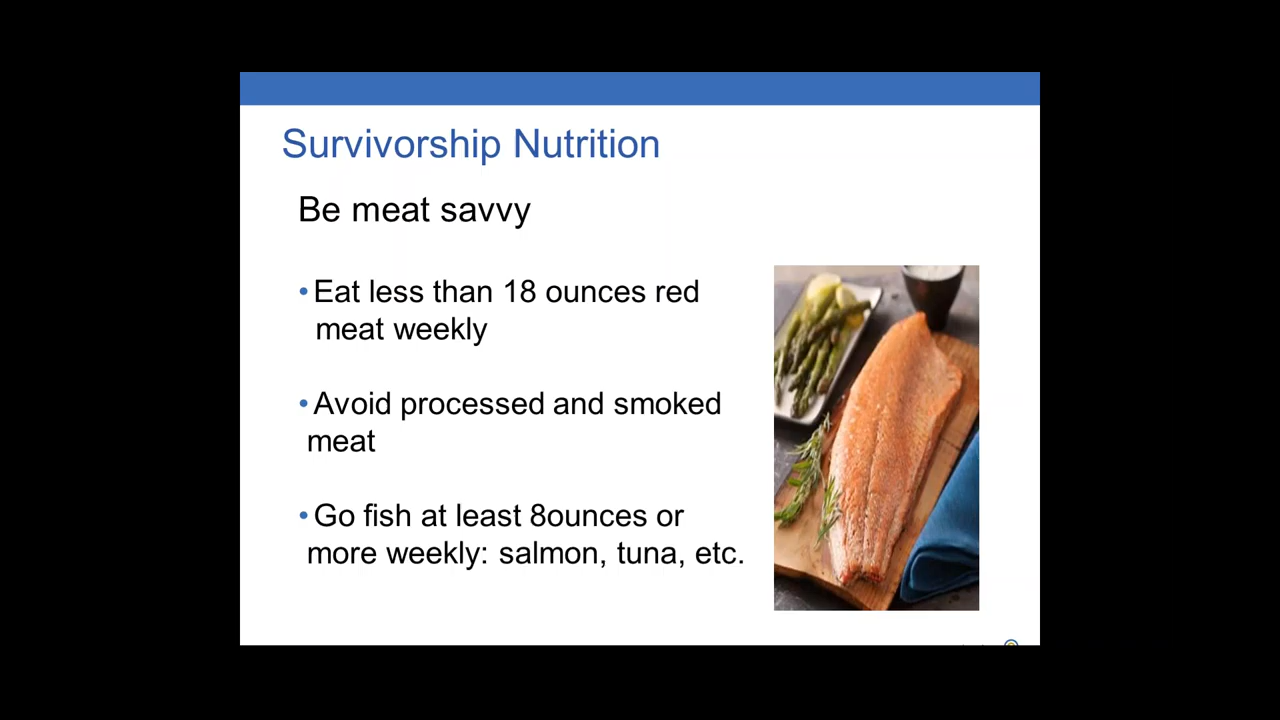 Survivorship Nutrition
Be meat savvy
•Eat less than 18 ounces red
meat weekly
•Avoid processed and smoked
meat
•Go fish at least 8ounces or
more weekly: salmon, tuna, etc.